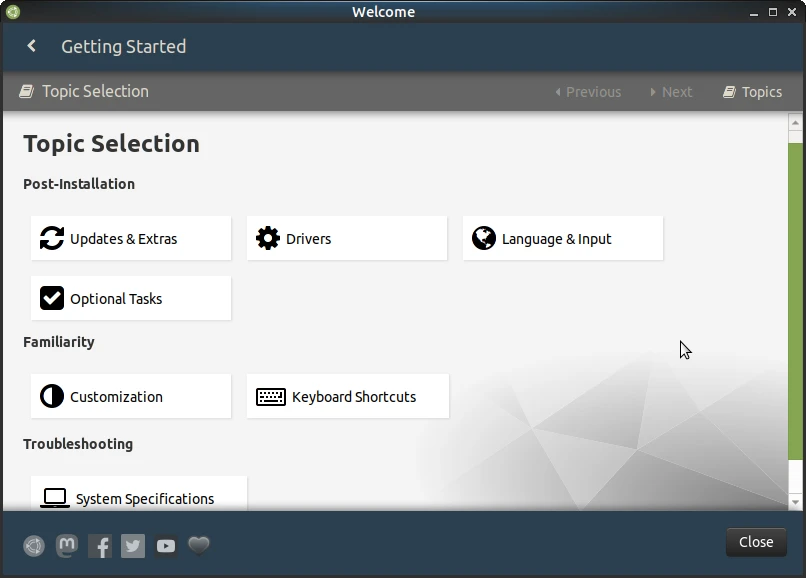 Welcome
Getting Started
Topic Selection Previous Next Topics
Topic Selection
Post-Installation
Updates & Extras Drivers Language & Input
Optional Tasks
Familiarity
Customization Keyboard Shortcuts
Troubleshooting
System Specifications
Close